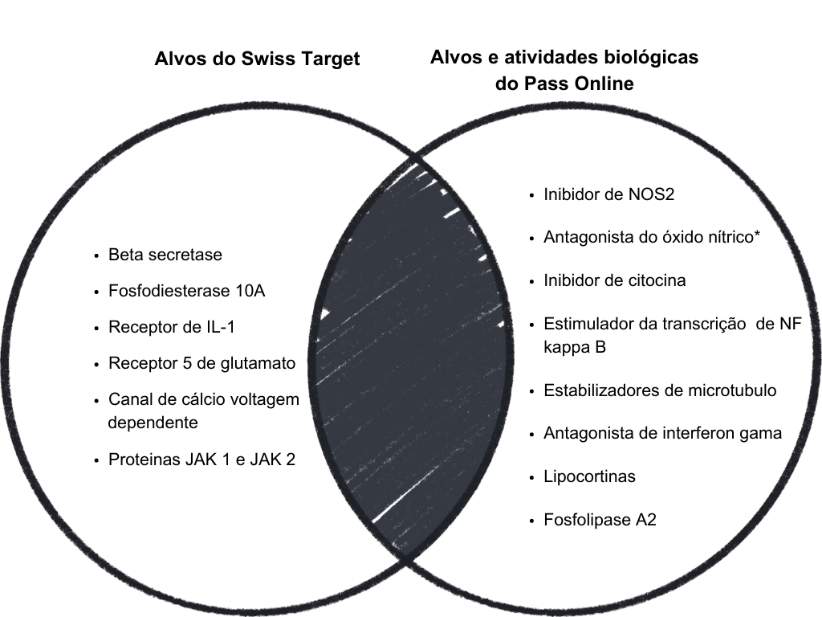 Alvos do Swiss Target
Alvos e atividades biológicas
do Pass Online
• Beta secretase
• Fosfodiesterase 10A
• Receptor de IL-1
• Receptor 5 de glutamato
• Canal de cálcio voltagem
dependente
• Proteinas JAK 1 e JAK 2
• Inibidor de NOS2
• Antagonista do óxido nítrico*
• Inibidor de citocina
• Estimulador da transcrição de NF
kappa B
• Estabilizadores de microtubulo
• Antagonista de interferon gama
• Lipocortinas
• Fosfolipase A2